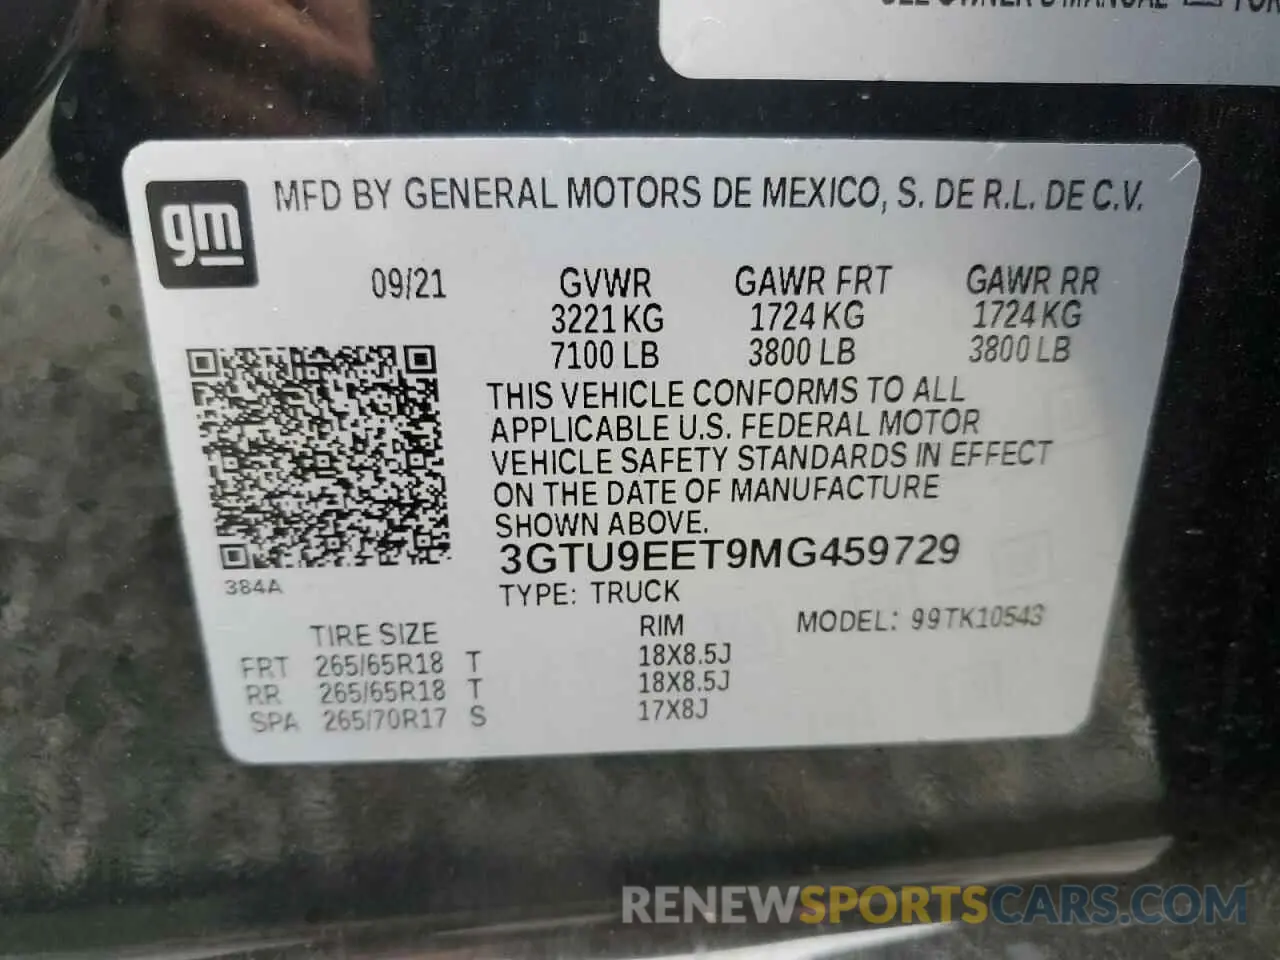 SEE OWNER'S MANUAL
gm
MFD BY GENERAL MOTORS DE MEXICO, S. DE R.L. DE C.V.
09/21
GVWR GAWR FRT GAWR RR
3221 KG 1724 KG 1724 KG
7100 LB 3800 LB 3800 LB
THIS VEHICLE CONFORMS TO ALL
APPLICABLE U.S. FEDERAL MOTOR
VEHICLE SAFETY STANDARDS IN EFFECT
ON THE DATE OF MANUFACTURE
SHOWN ABOVE.
3GTU9EET9MG459729
384A
TYPE: TRUCK
TIRE SIZE RIM MODEL: 99TK10543
FRT 265/65R18 T 18X8.5J
RR 265/65R18 T 18X8.5J
SPA 265/70R17 S 17X8J
RENEWSPORTSCARS.COM